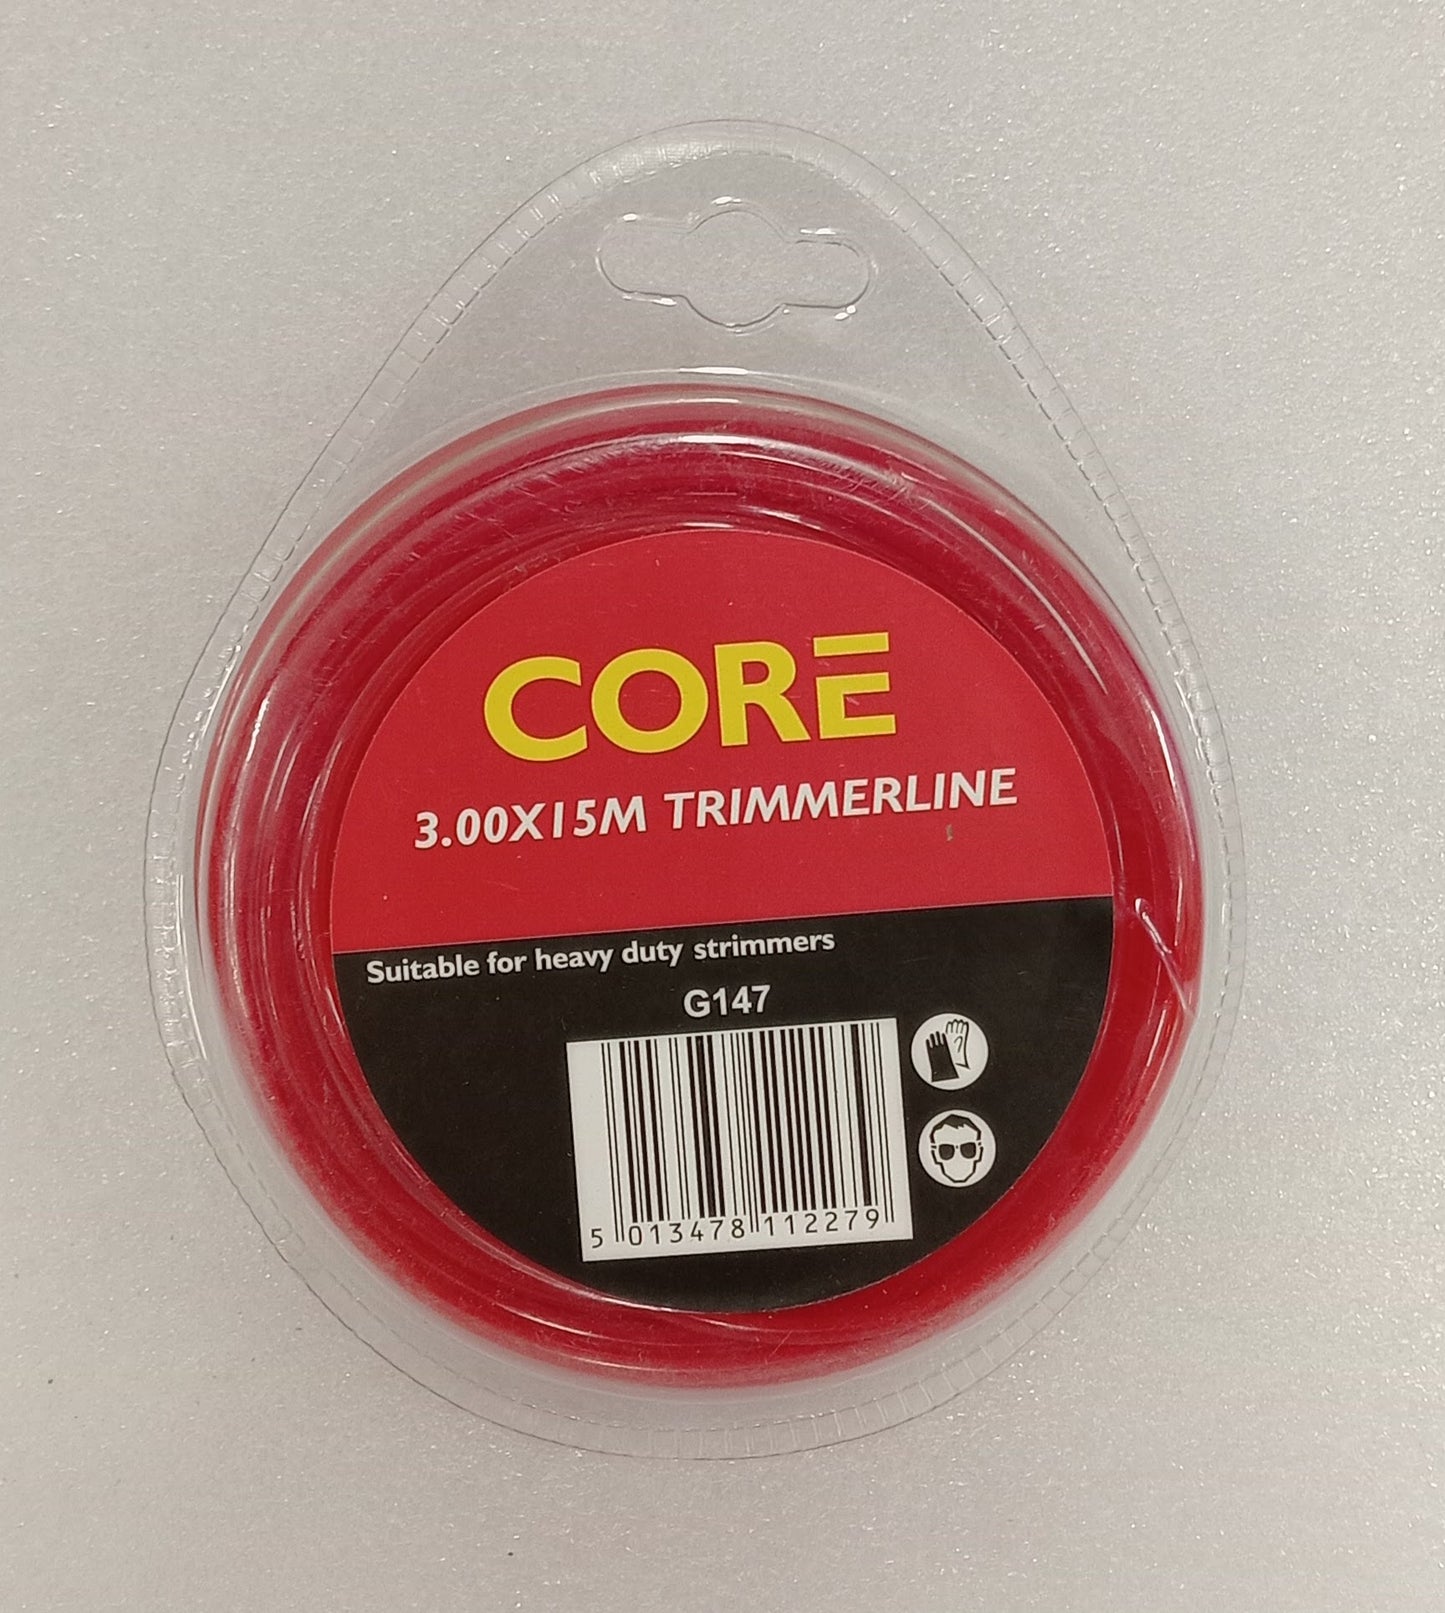 CORE
3.00X15M TRIMMERLINE
Suitable for heavy duty strimmers
G147
5 013478 112279